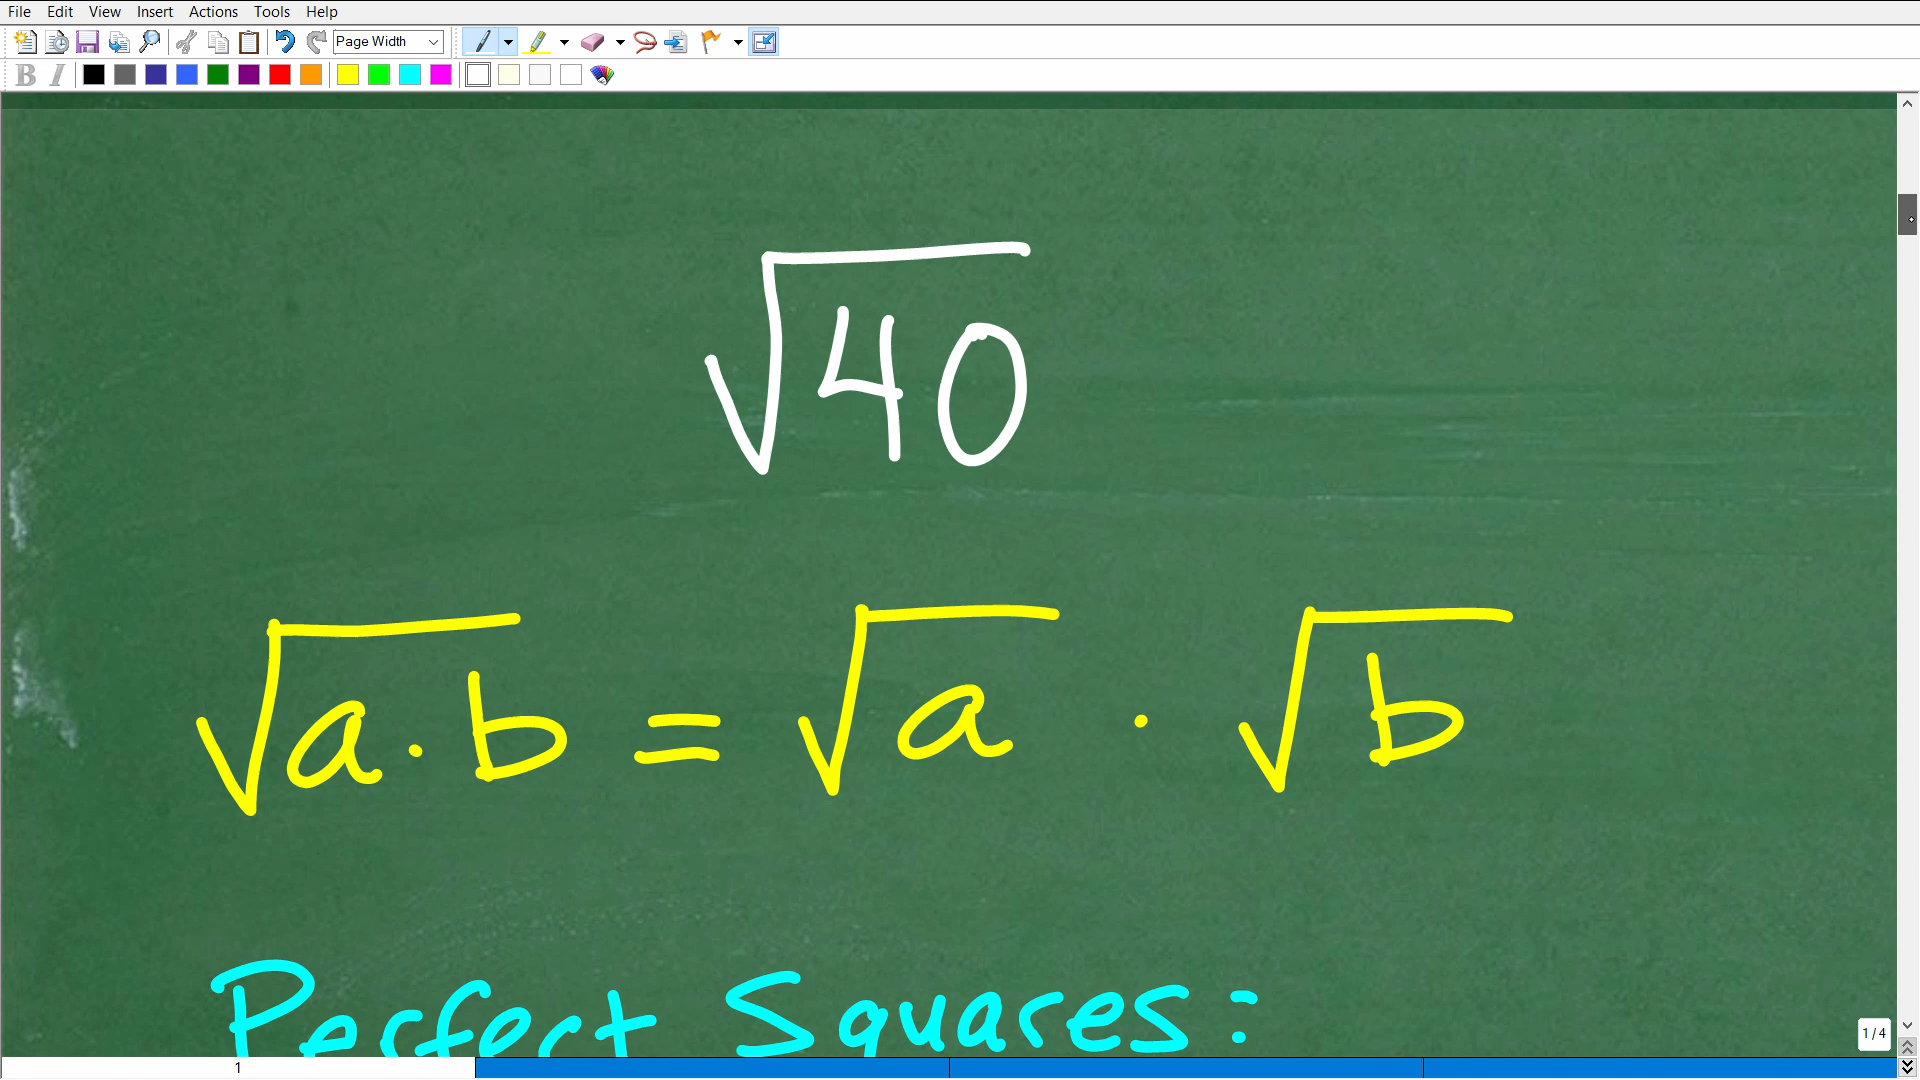 File Edit View Insert Actions Tools Help
Page Width
B I
√40
√a·b = √a · √b
Perfect Squares:
1/4
1